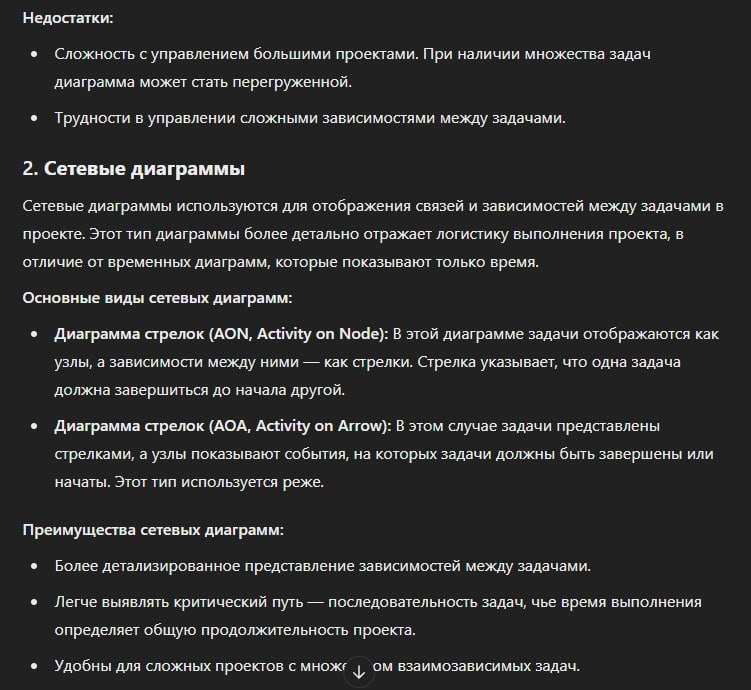 Недостатки:
• Сложность с управлением большими проектами. При наличии множества задач
диаграмма может стать перегруженной.
• Трудности в управлении сложными зависимостями между задачами.
2. Сетевые диаграммы
Сетевые диаграммы используются для отображения связей и зависимостей между задачами в
проекте. Этот тип диаграммы более детально отражает логистику выполнения проекта, в
отличие от временных диаграмм, которые показывают только время.
Основные виды сетевых диаграмм:
• Диаграмма стрелок (AON, Activity on Node): В этой диаграмме задачи отображаются как
узлы, а зависимости между ними — как стрелки. Стрелка указывает, что одна задача
должна завершиться до начала другой.
• Диаграмма стрелок (AOA, Activity on Arrow): В этом случае задачи представлены
стрелками, а узлы показывают события, на которых задачи должны быть завершены или
начаты. Этот тип используется реже.
Преимущества сетевых диаграмм:
• Более детализированное представление зависимостей между задачами.
• Легче выявлять критический путь — последовательность задач, чье время выполнения
определяет общую продолжительность проекта.
• Удобны для сложных проектов с взаимозависимых задач.